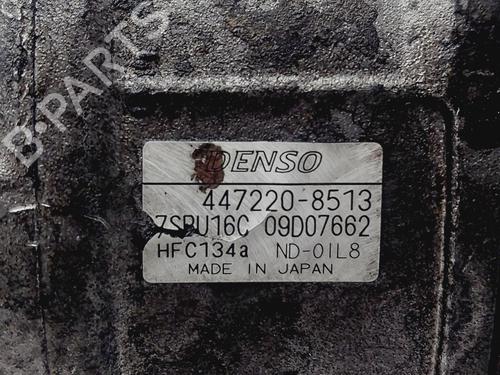 B-PARTS
DENSO
447220-8513
7SBU16C 09D07662
HFC134a ND-OIL8
MADE IN JAPAN